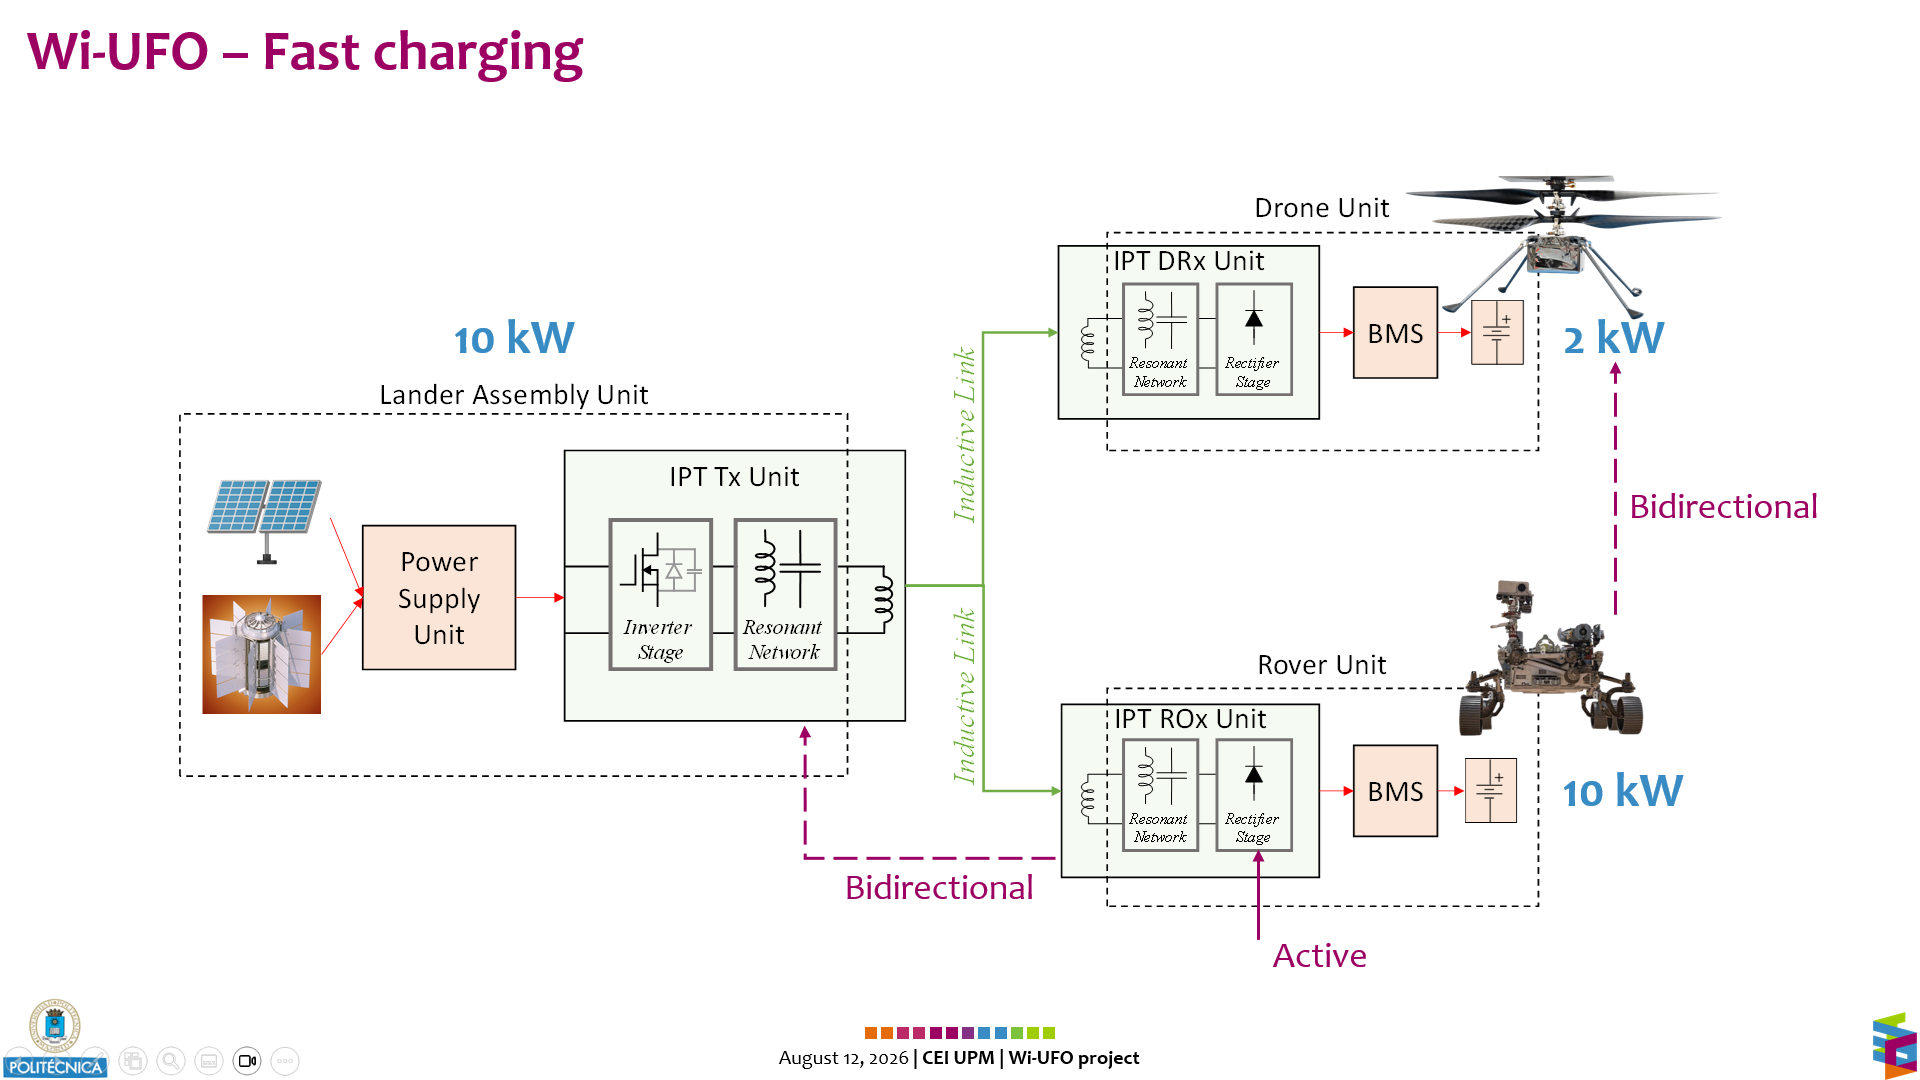 Wi-UFO – Fast charging
Drone Unit
IPT DRx Unit
Resonant
Network
Rectifier
Stage
BMS
+
2 kW
10 kW
Lander Assembly Unit
IPT Tx Unit
Power
Supply
Unit
Inverter
Stage
Resonant
Network
Inductive Link
Inductive Link
Bidirectional
Rover Unit
IPT ROx Unit
Resonant
Network
Rectifier
Stage
BMS
+
10 kW
Bidirectional
Active
POLITÉCNICA
August 12, 2026 | CEI UPM | Wi-UFO project